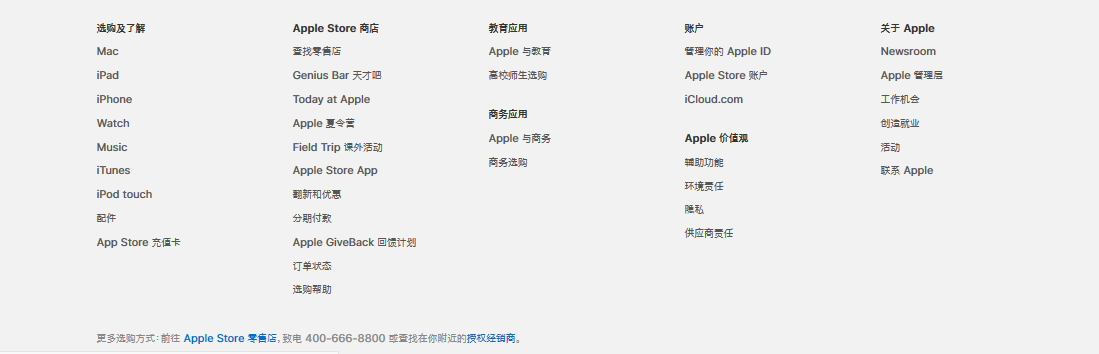 选购及了解
Mac
iPad
iPhone
Watch
Music
iTunes
iPod touch
配件
App Store 充值卡
Apple Store 商店
查找零售店
Genius Bar 天才吧
Today at Apple
Apple 夏令营
Field Trip 课外活动
Apple Store App
翻新和优惠
分期付款
Apple GiveBack 回馈计划
订单状态
选购帮助
教育应用
Apple 与教育
高校师生选购
商务应用
Apple 与商务
商务选购
账户
管理你的 Apple ID
Apple Store 账户
iCloud.com
Apple 价值观
辅助功能
环境责任
隐私
供应商责任
关于 Apple
Newsroom
Apple 管理层
工作机会
创造就业
活动
联系 Apple
更多选购方式：前往 Apple Store 零售店，致电 400-666-8800 或查找在你附近的授权经销商。